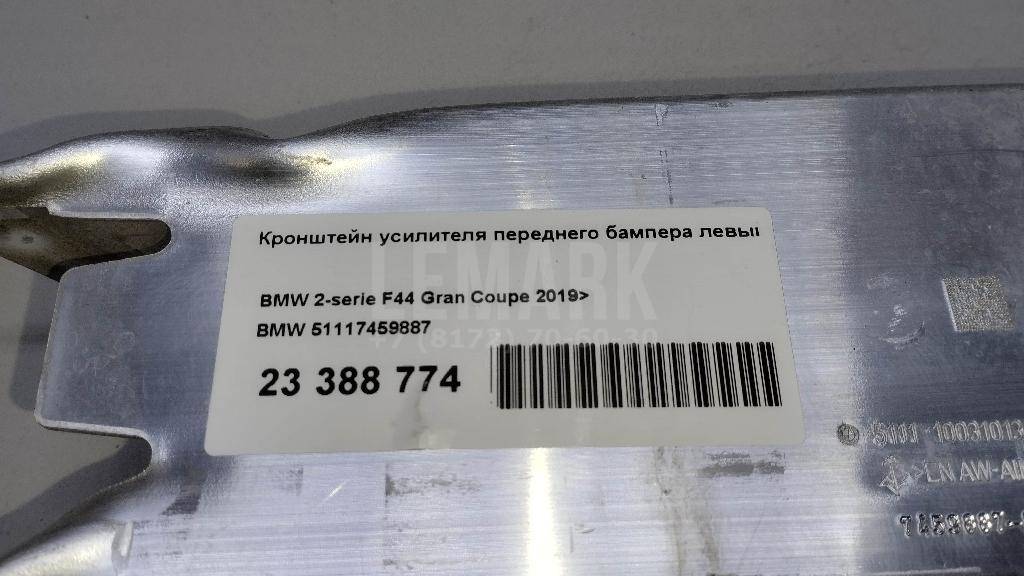 Кронштейн усилителя переднего бампера левы
LEMARK
BMW 2-serie F44 Gran Coupe 2019>
BMW 51117459887
+7 (8172) 70-60-30
23 388 774